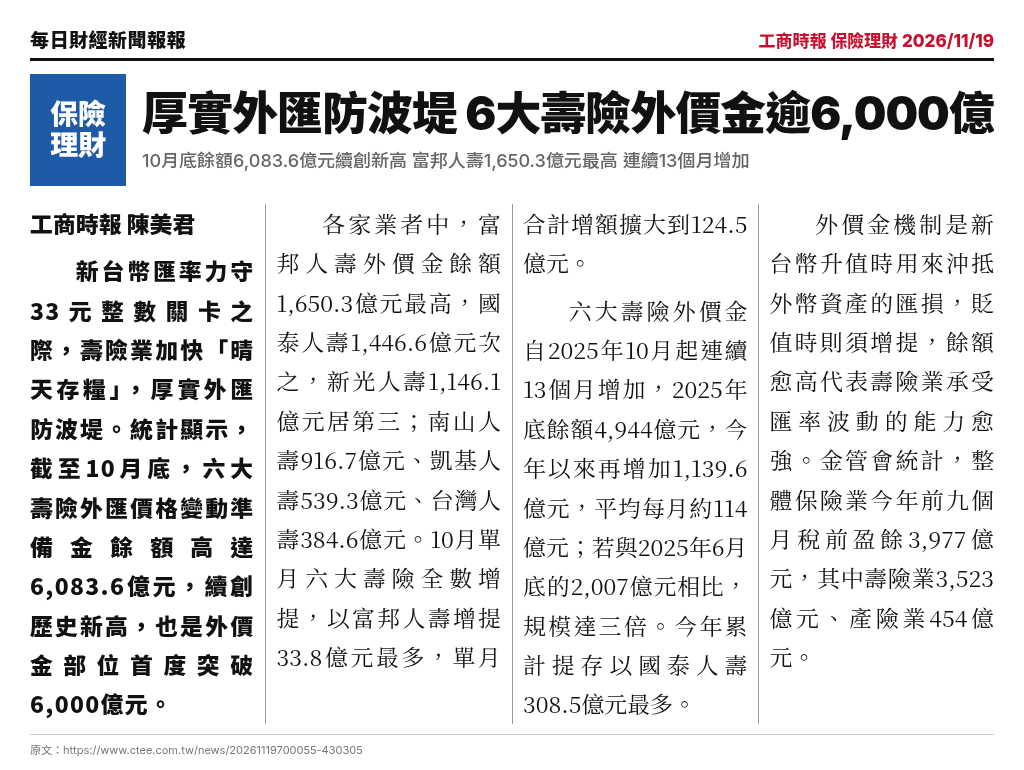 每日財經新聞報報
工商時報 保險理財 2026/11/19
保險
理財
厚實外匯防波堤 6大壽險外價金逾6,000億
10月底餘額6,083.6億元續創新高 富邦人壽1,650.3億元最高 連續13個月增加
工商時報 陳美君
新台幣匯率力守
33元整數關卡之
際，壽險業加快「晴
天存糧」，厚實外匯
防波堤。統計顯示，
截至10月底，六大
壽險外匯價格變動準
備金餘額高達
6,083.6億元，續創
歷史新高，也是外價
金部位首度突破
6,000億元。
各家業者中，富
邦人壽外價金餘額
1,650.3億元最高，國
泰人壽1,446.6億元次
之，新光人壽1,146.1
億元居第三；南山人
壽916.7億元、凱基人
壽539.3億元、台灣人
壽384.6億元。10月單
月六大壽險全數增
提，以富邦人壽增提
33.8億元最多，單月
合計增額擴大到124.5
億元。
六大壽險外價金
自2025年10月起連續
13個月增加，2025年
底餘額4,944億元，今
年以來再增加1,139.6
億元，平均每月約114
億元；若與2025年6月
底的2,007億元相比，
規模達三倍。今年累
計提存以國泰人壽
308.5億元最多。
外價金機制是新
台幣升值時用來沖抵
外幣資產的匯損，貶
值時則須增提，餘額
愈高代表壽險業承受
匯率波動的能力愈
強。金管會統計，整
體保險業今年前九個
月稅前盈餘3,977億
元，其中壽險業3,523
億元、產險業454億
元。
原文：https://www.ctee.com.tw/news/20261119700055-430305